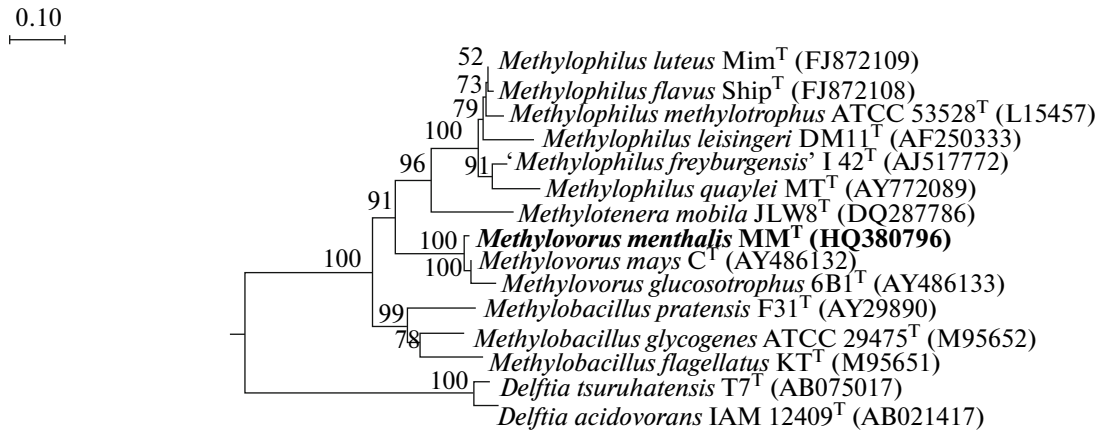 0.10
52
Methylophilus luteus Mim^T (FJ872109)
73
Methylophilus flavus Ship^T (FJ872108)
79
Methylophilus methylotrophus ATCC 53528^T (L15457)
100
Methylophilus leisingeri DM11^T (AF250333)
96
91
‘Methylophilus freyburgensis’ I 42^T (AJ517772)
Methylophilus quaylei MT^T (AY772089)
91
Methylotenera mobila JLW8^T (DQ287786)
100
Methylovorus menthalis MM^T (HQ380796)
100
100
Methylovorus mays C^T (AY486132)
Methylovorus glucosotrophus 6B1^T (AY486133)
99
Methylobacillus pratensis F31^T (AY29890)
78
Methylobacillus glycogenes ATCC 29475^T (M95652)
Methylobacillus flagellatus KT^T (M95651)
100
Delftia tsuruhatensis T7^T (AB075017)
Delftia acidovorans IAM 12409^T (AB021417)